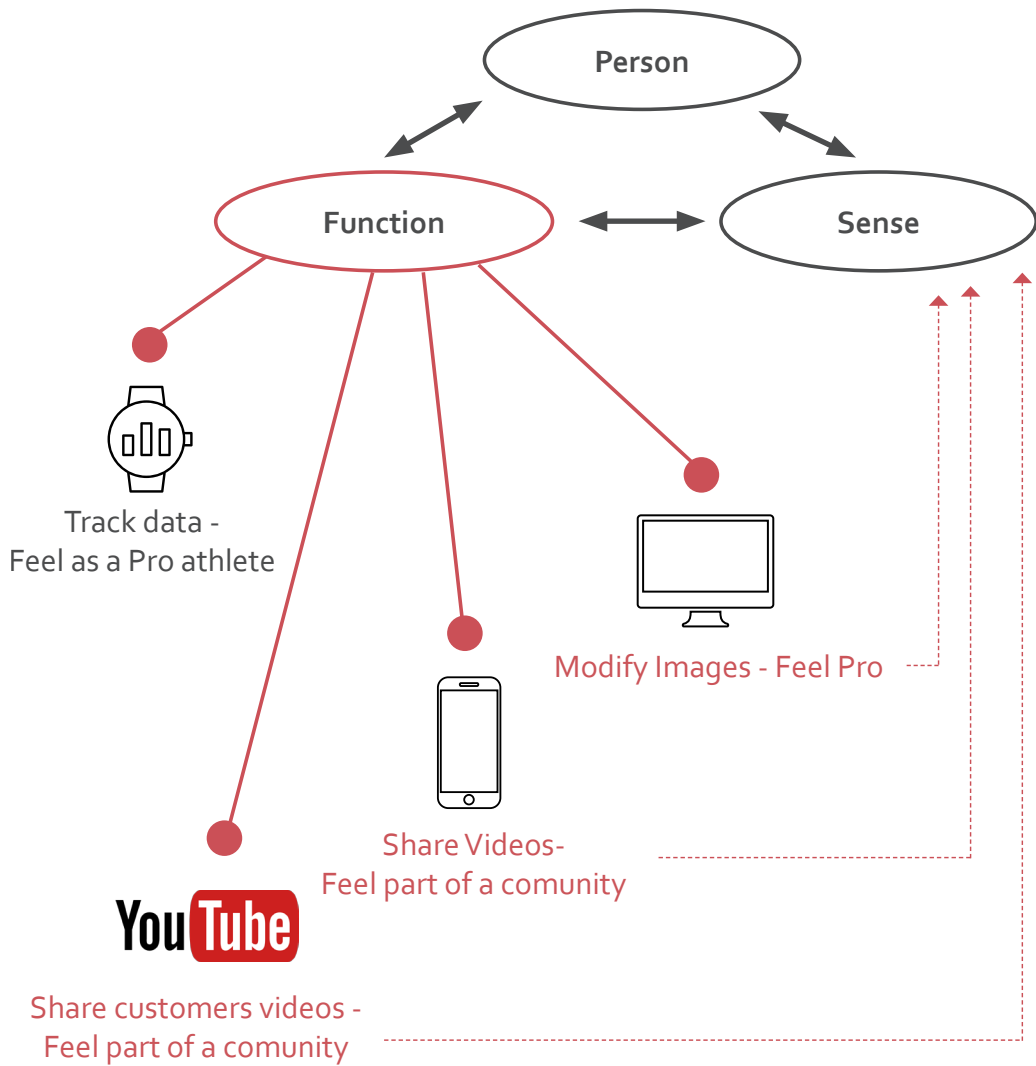 Person
Function
Sense
Track data -
Feel as a Pro athlete
Modify Images - Feel Pro
Share Videos-
Feel part of a comunity
YouTube
Share customers videos -
Feel part of a comunity